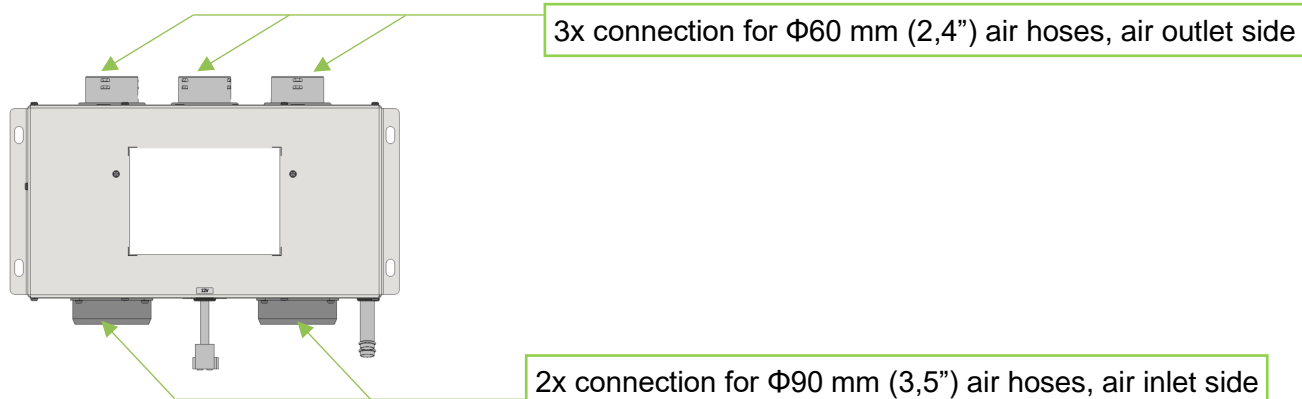 3x connection for Φ60 mm (2,4”) air hoses, air outlet side
12V
2x connection for Φ90 mm (3,5”) air hoses, air inlet side